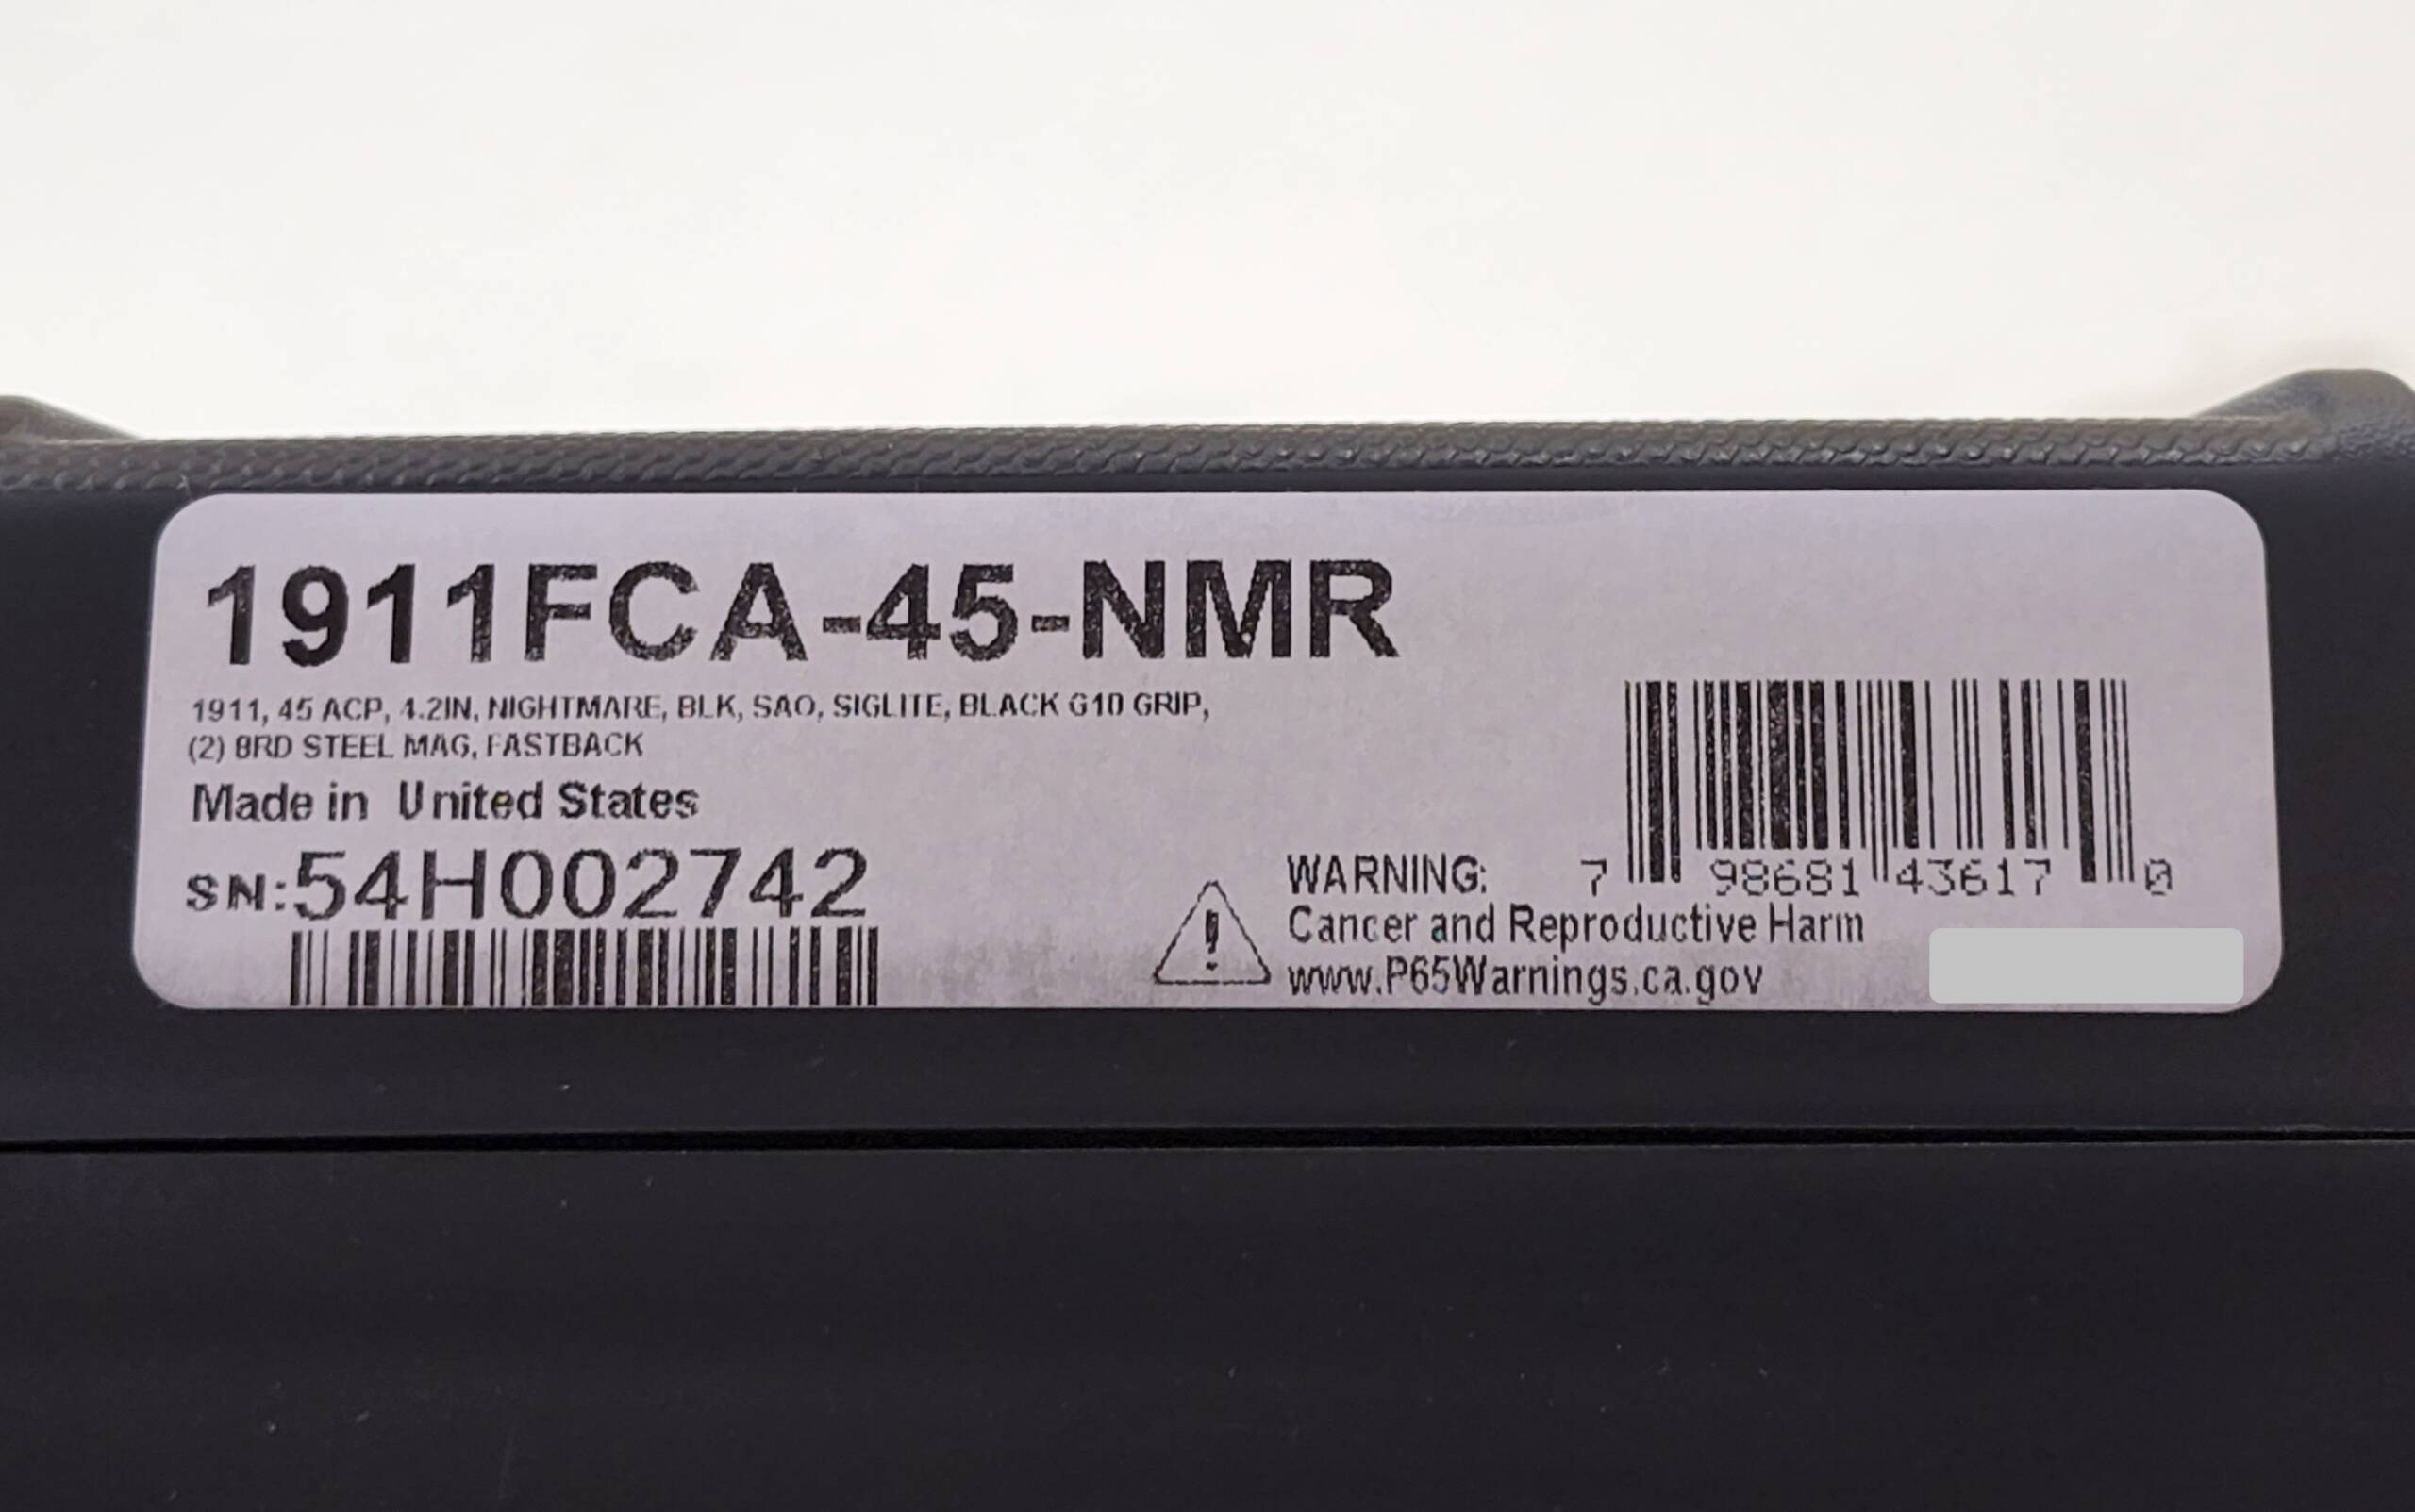 1911FCA-45-NMR
1911, 45 ACP, 4.2IN, NIGHTMARE, BLK, SAO, SIGLITE, BLACK G10 GRIP,
(2) 8RD STEEL MAG, FASTBACK
Made in United States
SN:54H002742
7 98681 43617 0
WARNING:
Cancer and Reproductive Harm
www.P65Warnings.ca.gov